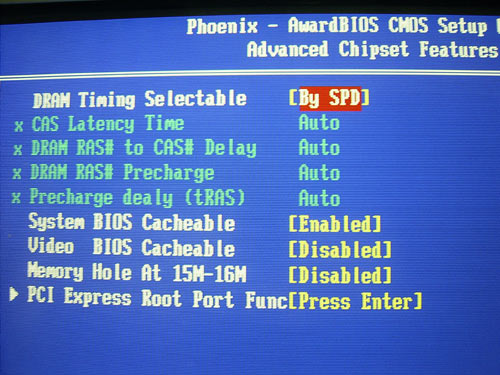 Phoenix - AwardBIOS CMOS Setup
Advanced Chipset Features
DRAM Timing Selectable [By SPD]
x CAS Latency Time Auto
x DRAM RAS# to CAS# Delay Auto
x DRAM RAS# Precharge Auto
x Precharge dealy (tRAS) Auto
System BIOS Cacheable [Enabled]
Video BIOS Cacheable [Disabled]
Memory Hole At 15M-16M [Disabled]
PCI Express Root Port Func[Press Enter]